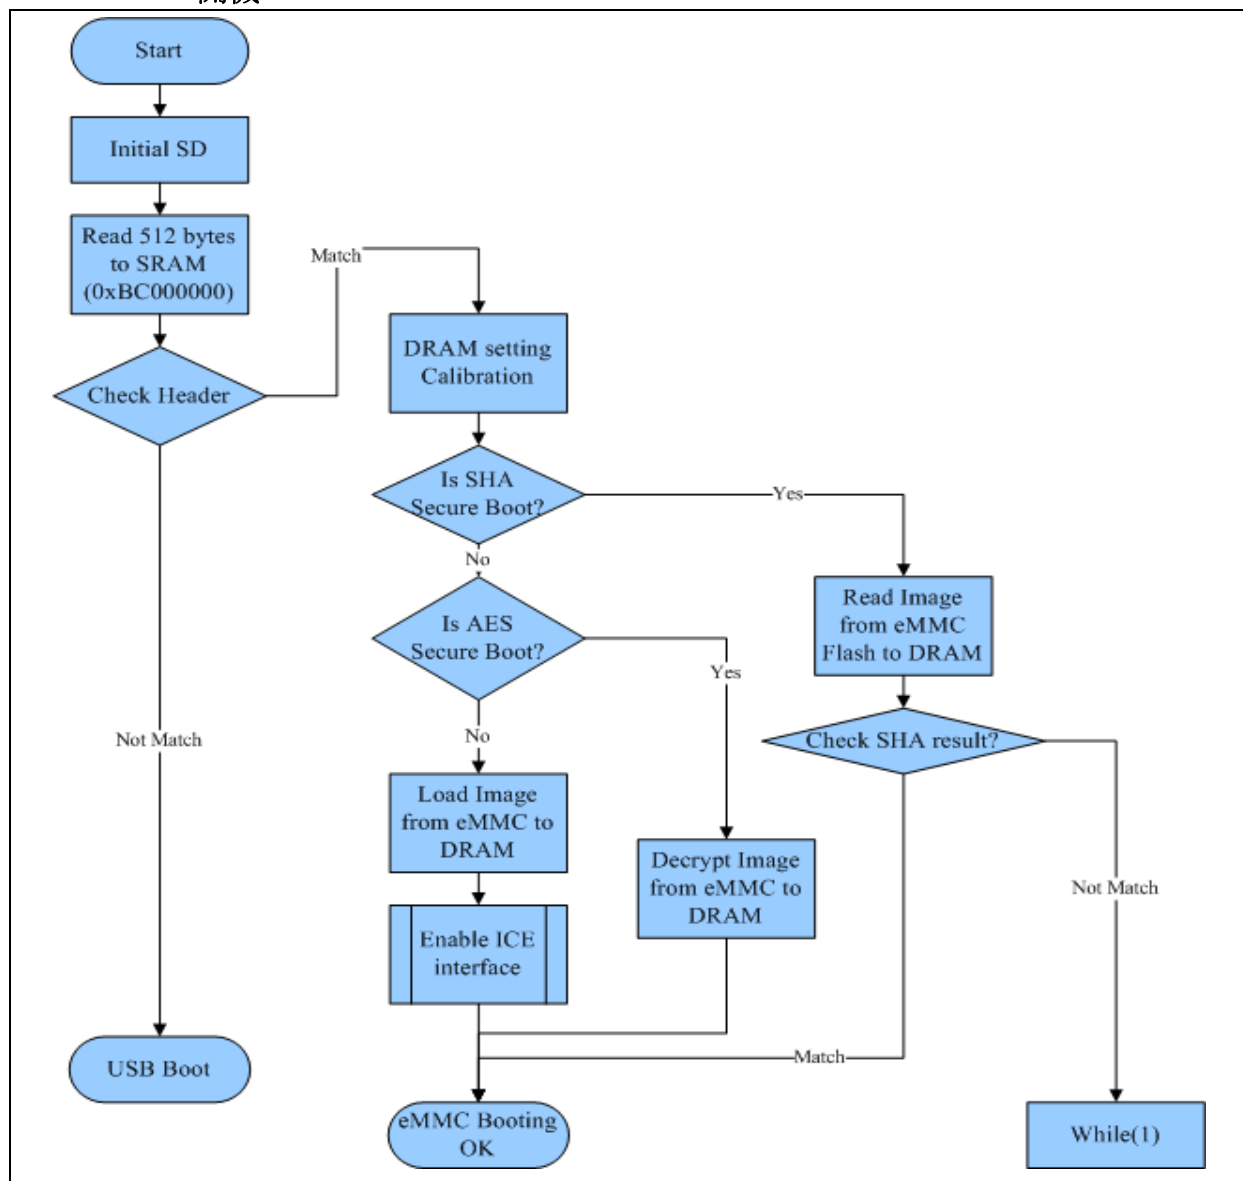 開機
Start
Initial SD
Read 512 bytes
to SRAM
(0xBC000000)
Check Header
Match
Not Match
USB Boot
DRAM setting
Calibration
Is SHA
Secure Boot?
Yes
No
Is AES
Secure Boot?
Yes
No
Load Image
from eMMC to
DRAM
Enable ICE
interface
Decrypt Image
from eMMC to
DRAM
Read Image
from eMMC
Flash to DRAM
Check SHA result?
Match
Not Match
eMMC Booting
OK
While(1)